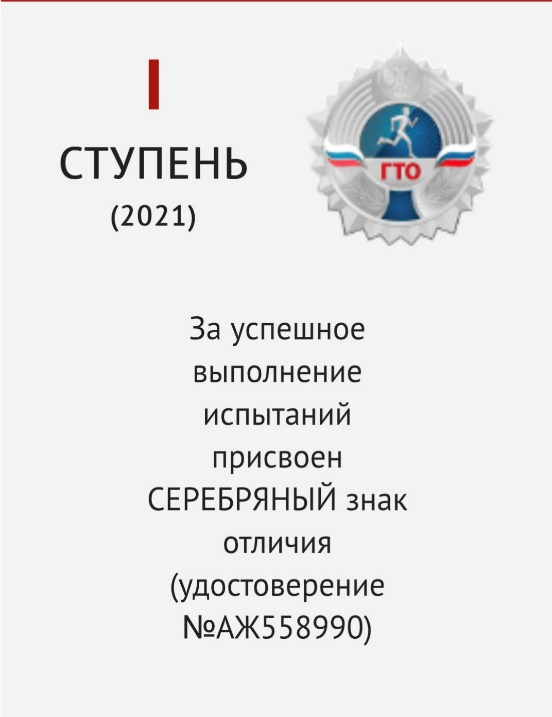 I
СТУПЕНЬ
(2021)
ГТО
За успешное
выполнение
испытаний
присвоен
СЕРЕБРЯНЫЙ знак
отличия
(удостоверение
№АЖ558990)